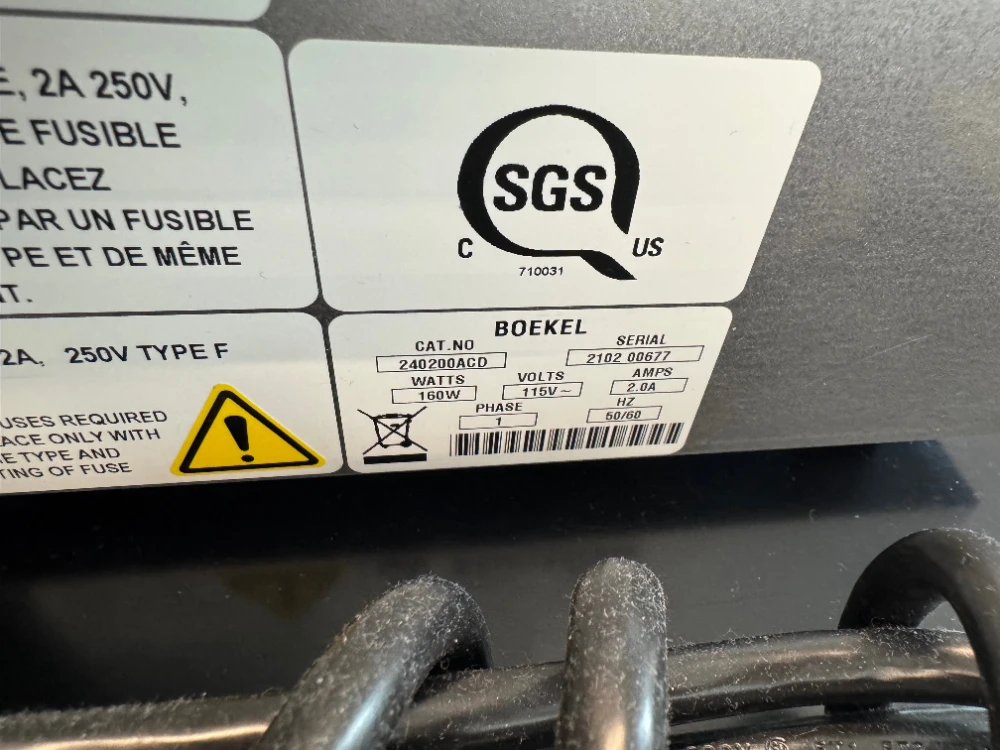 E, 2A 250V,
E FUSIBLE
LACEZ
PAR UN FUSIBLE
PE ET DE MÊME
T.
2A, 250V TYPE F
USES REQUIRED
ACE ONLY WITH
E TYPE AND
TING OF FUSE
SGS
C US
710031
BOEKEL
CAT.NO SERIAL
240200ACD 2102 00677
WATTS VOLTS AMPS
160W 115V~ 2.0A
PHASE HZ
1 50/60